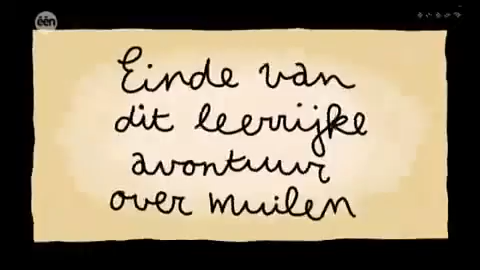 één
Einde van
dit leerrijke
avontuur
over muilen